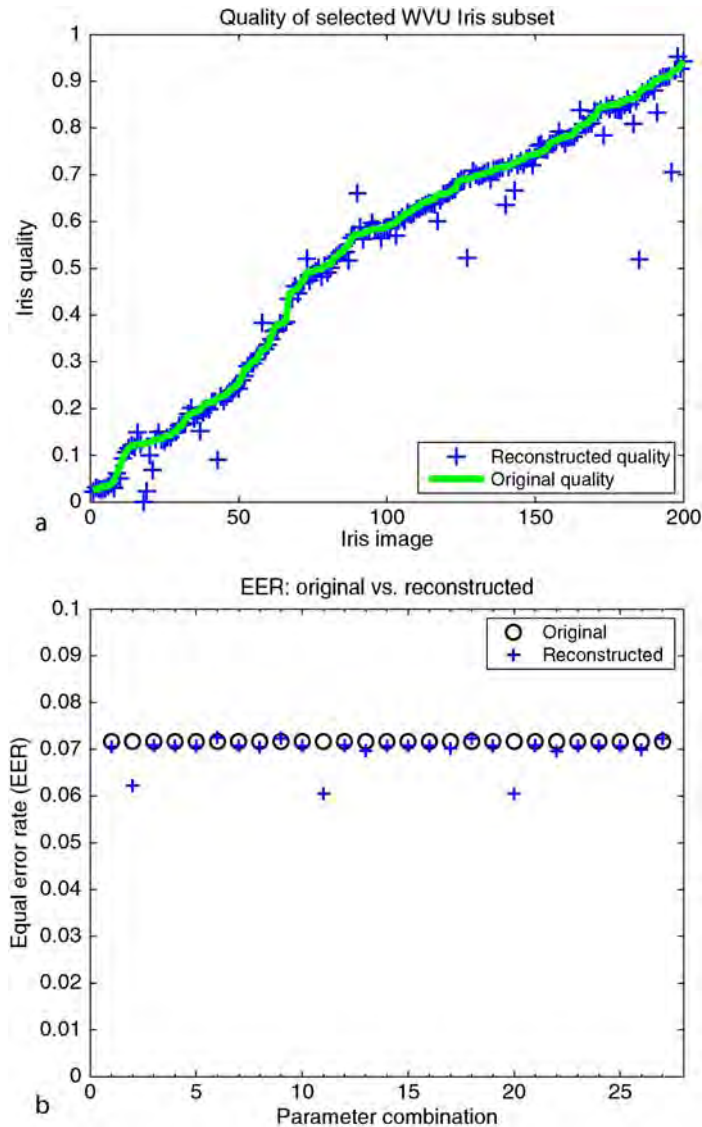 Quality of selected WVU Iris subset
1
0.9
0.8
0.7
0.6
0.5
0.4
0.3
0.2
0.1
0
Iris quality
Reconstructed quality
Original quality
0 50 100 150 200
a
Iris image
EER: original vs. reconstructed
0.1
0.09
0.08
0.07
0.06
0.05
0.04
0.03
0.02
0.01
0
Equal error rate (EER)
Original
Reconstructed
0 5 10 15 20 25
b
Parameter combination